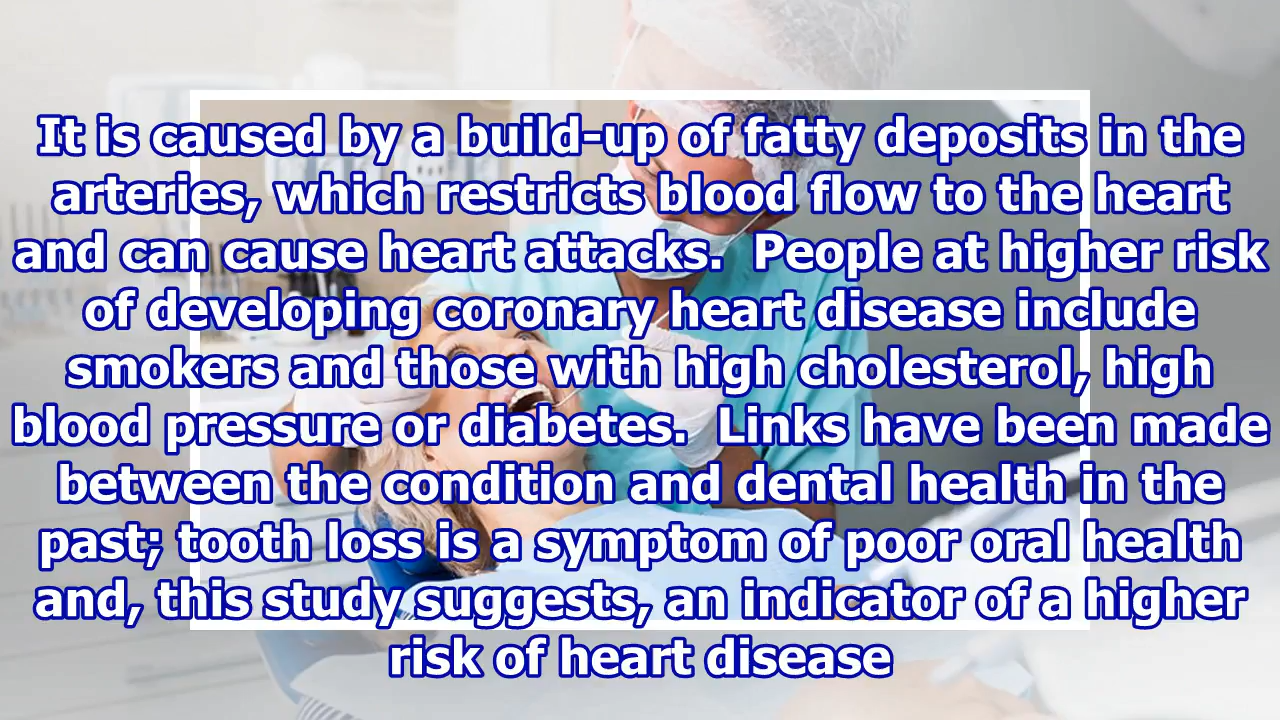 It is caused by a build-up of fatty deposits in the
arteries, which restricts blood flow to the heart
and can cause heart attacks.  People at higher risk
of developing coronary heart disease include
smokers and those with high cholesterol, high
blood pressure or diabetes.  Links have been made
between the condition and dental health in the
past; tooth loss is a symptom of poor oral health
and, this study suggests, an indicator of a higher
risk of heart disease